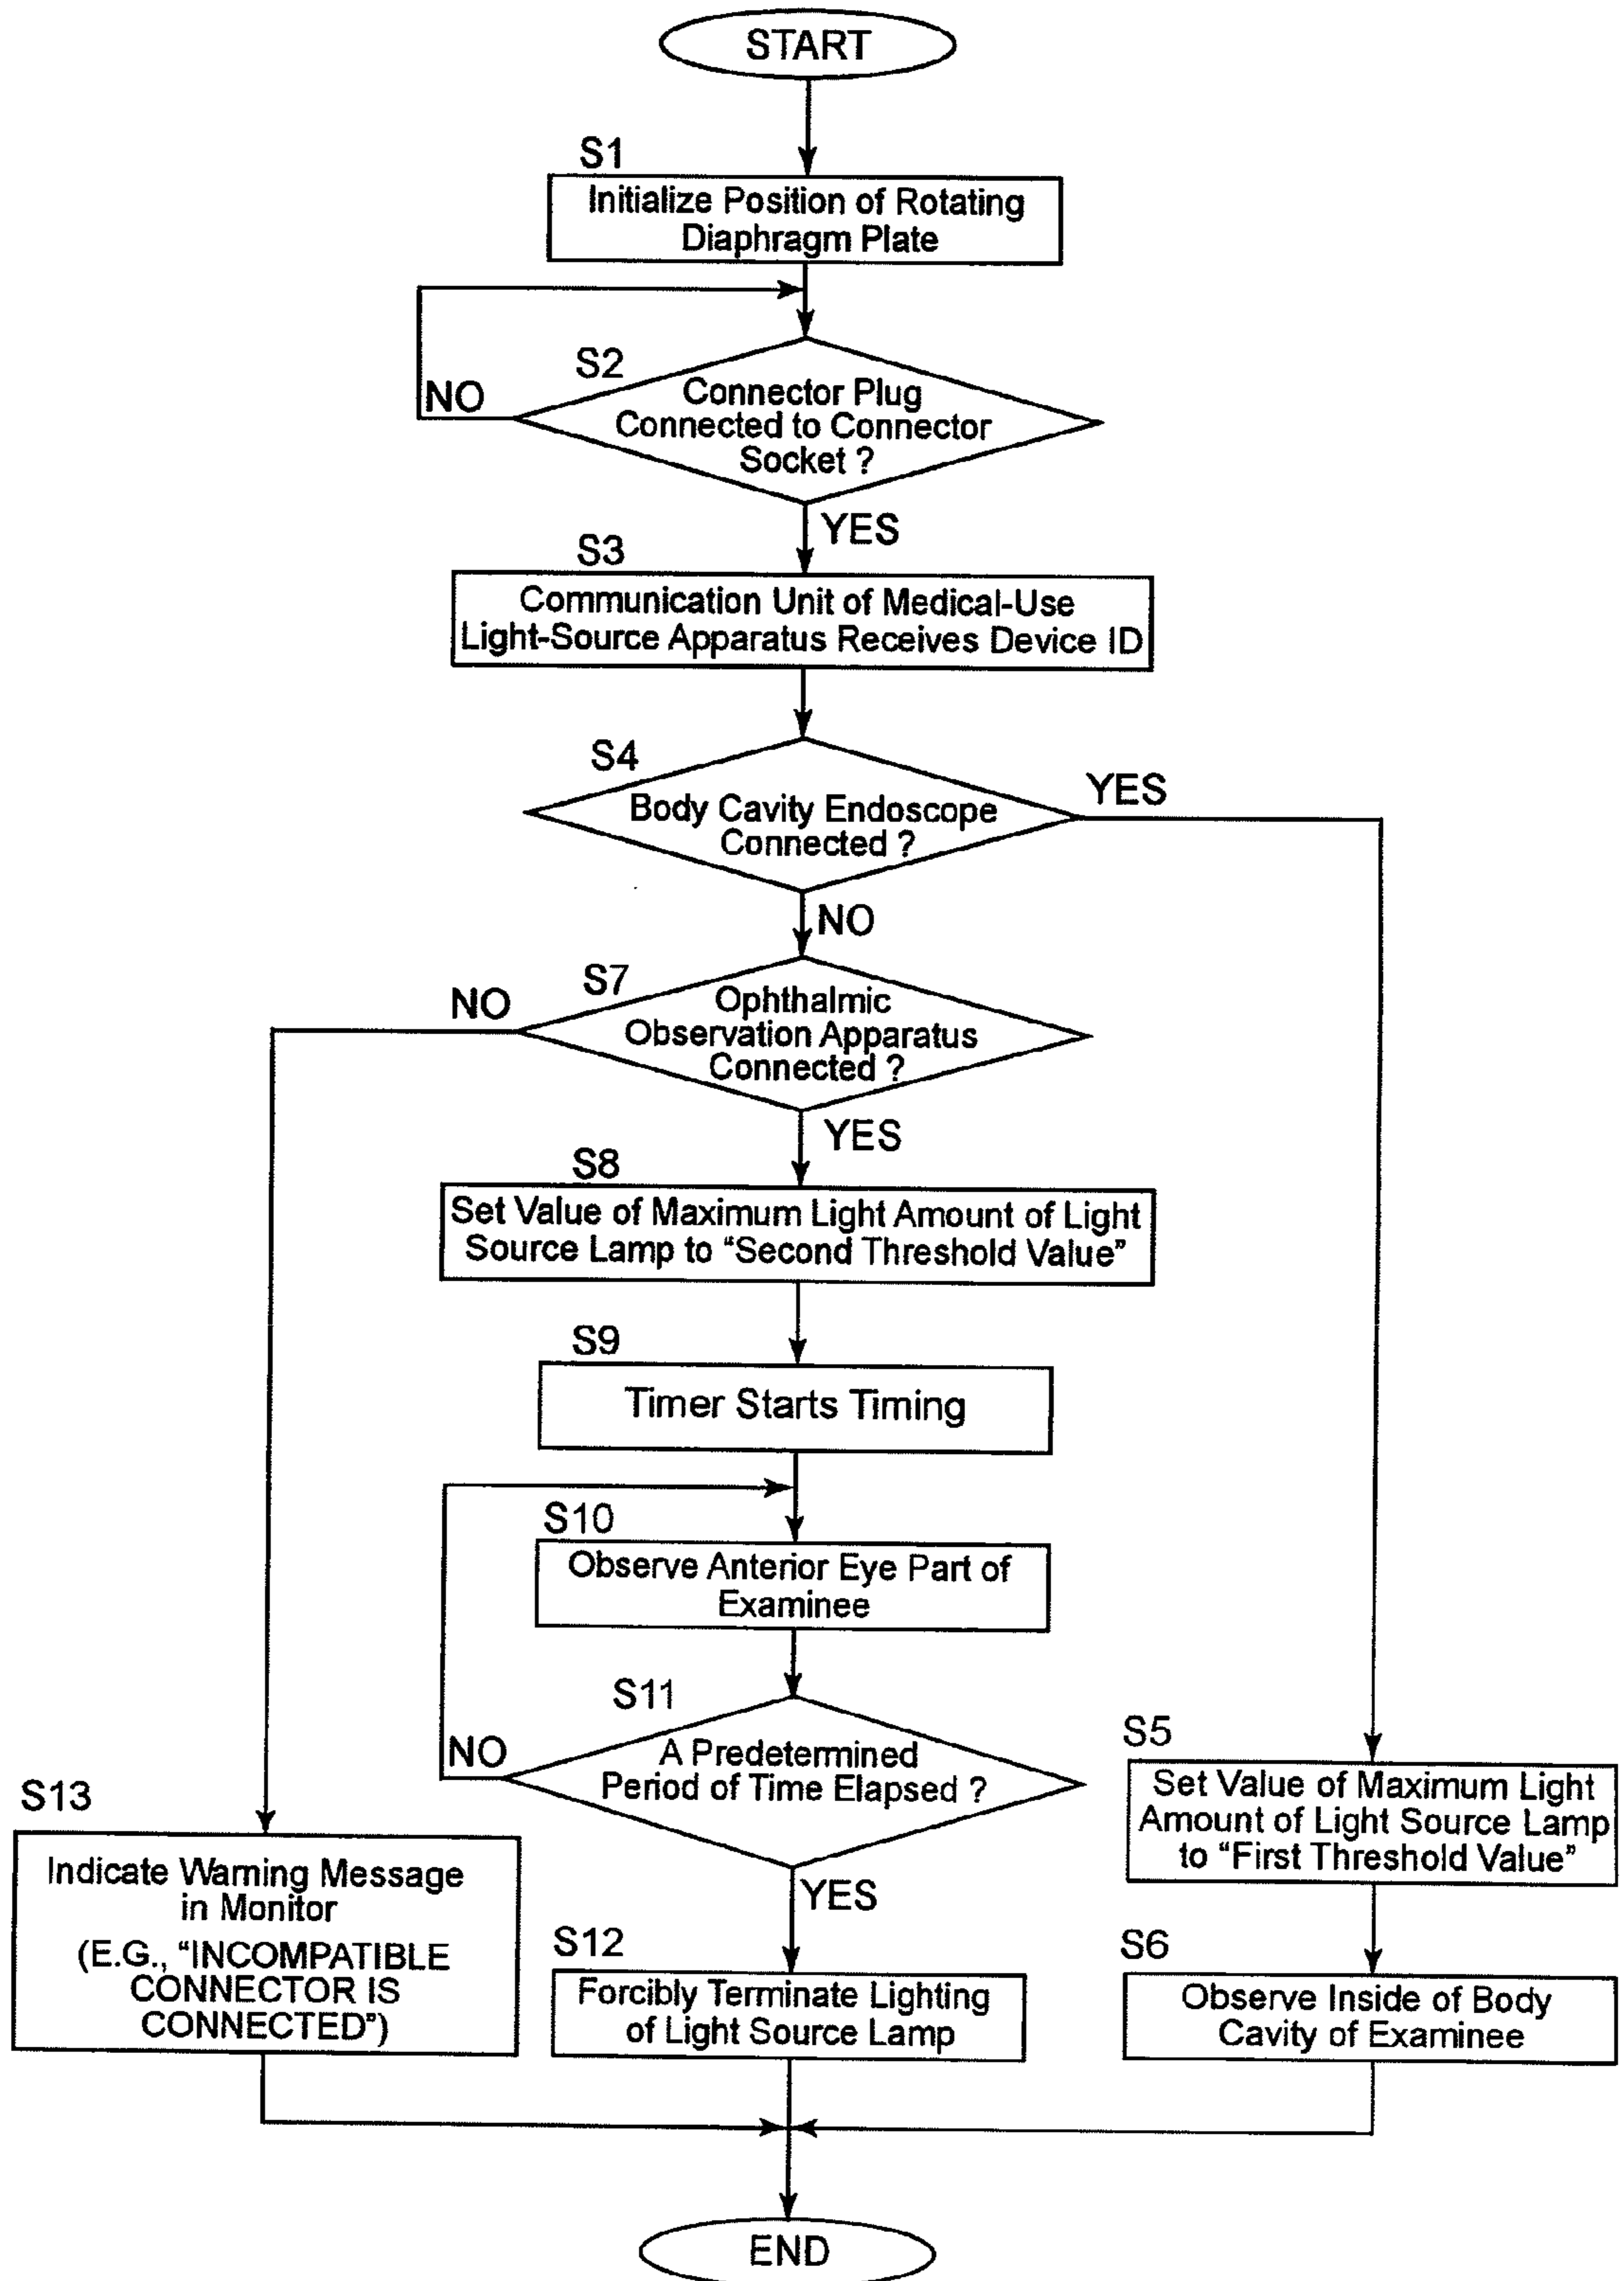 START
S1
Initialize Position of Rotating
Diaphragm Plate
S2
NO
Connector Plug
Connected to Connector
Socket ?
YES
S3
Communication Unit of Medical-Use
Light-Source Apparatus Receives Device ID
S4
Body Cavity Endoscope
Connected ?
YES
NO
S7
NO
Ophthalmic
Observation Apparatus
Connected ?
YES
S8
Set Value of Maximum Light Amount of Light
Source Lamp to “Second Threshold Value”
S9
Timer Starts Timing
S10
Observe Anterior Eye Part of
Examinee
S11
NO
A Predetermined
Period of Time Elapsed ?
YES
S12
Forcibly Terminate Lighting
of Light Source Lamp
S13
Indicate Warning Message
in Monitor
(E.G., “INCOMPATIBLE
CONNECTOR IS
CONNECTED”)
S5
Set Value of Maximum Light
Amount of Light Source Lamp
to “First Threshold Value”
S6
Observe Inside of Body
Cavity of Examinee
END